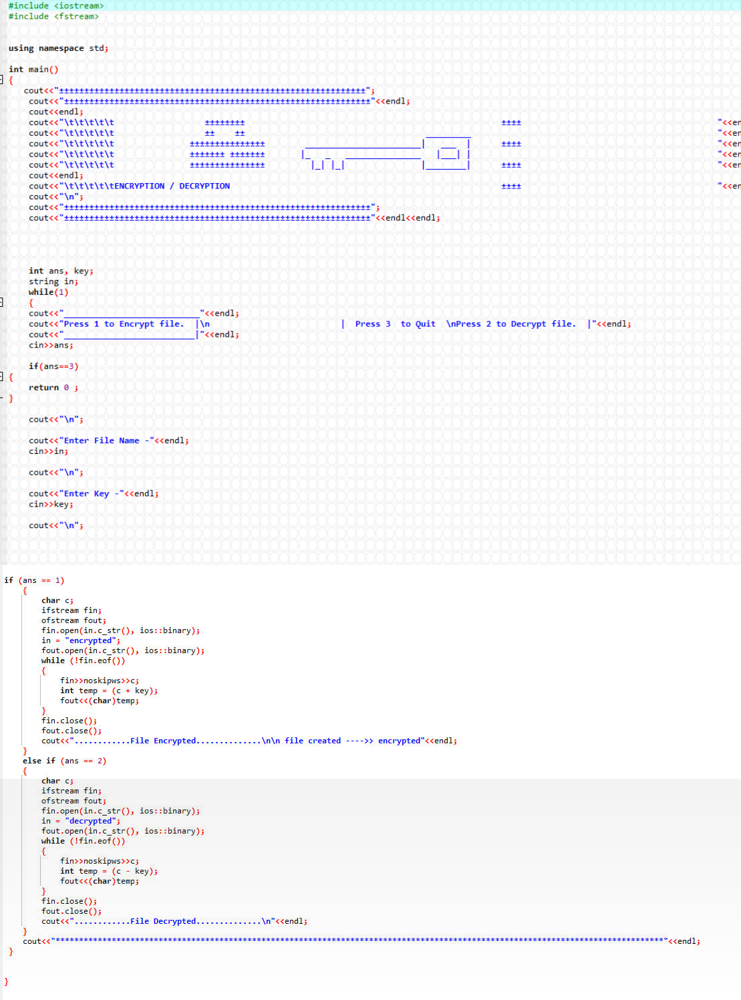 #include <iostream>
#include <fstream>
using namespace std;
int main()
{
cout<<"±±±±±±±±±±±±±±±±±±±±±±±±±±±±±±±±±±±±±±±±±±±±±±±±±±±±±±±±±±±±±";
cout<<"±±±±±±±±±±±±±±±±±±±±±±±±±±±±±±±±±±±±±±±±±±±±±±±±±±±±±±±±±±±±±"<<endl;
cout<<endl;
cout<<"\t\t\t\t\t                  ±±±±±±±±                                                   ±±±±                                       "<<en
cout<<"\t\t\t\t\t                  ±±    ±±                                    _________                                                 "<<en
cout<<"\t\t\t\t\t               ±±±±±±±±±±±±±±±        _______________________|   ___  |      ±±±±                                       "<<en
cout<<"\t\t\t\t\t               ±±±±±±± ±±±±±±±       |_   _   _______________   |___| |                                                 "<<en
cout<<"\t\t\t\t\t               ±±±±±±±±±±±±±±±         |_| |_|               |________|      ±±±±                                       "<<en
cout<<endl;
cout<<"\t\t\t\t\tENCRYPTION / DECRYPTION                                                      ±±±±                                       "<<en
cout<<"\n";
cout<<"±±±±±±±±±±±±±±±±±±±±±±±±±±±±±±±±±±±±±±±±±±±±±±±±±±±±±±±±±±±±±";
cout<<"±±±±±±±±±±±±±±±±±±±±±±±±±±±±±±±±±±±±±±±±±±±±±±±±±±±±±±±±±±±±±"<<endl<<endl;
int ans, key;
string in;
while(1)
{
cout<<"___________________________"<<endl;
cout<<"Press 1 to Encrypt file.  |\n                          |  Press 3  to Quit  \nPress 2 to Decrypt file.  |"<<endl;
cout<<"__________________________|"<<endl;
cin>>ans;
if(ans==3)
{
return 0 ;
}
cout<<"\n";
cout<<"Enter File Name -"<<endl;
cin>>in;
cout<<"\n";
cout<<"Enter Key -"<<endl;
cin>>key;
cout<<"\n";
if (ans == 1)
{
char c;
ifstream fin;
ofstream fout;
fin.open(in.c_str(), ios::binary);
in = "encrypted";
fout.open(in.c_str(), ios::binary);
while (!fin.eof())
{
fin>>noskipws>>c;
int temp = (c + key);
fout<<(char)temp;
}
fin.close();
fout.close();
cout<<"............File Encrypted..............\n\n file created ---->> encrypted"<<endl;
}
else if (ans == 2)
{
char c;
ifstream fin;
ofstream fout;
fin.open(in.c_str(), ios::binary);
in = "decrypted";
fout.open(in.c_str(), ios::binary);
while (!fin.eof())
{
fin>>noskipws>>c;
int temp = (c - key);
fout<<(char)temp;
}
fin.close();
fout.close();
cout<<"............File Decrypted..............\n"<<endl;
}
cout<<"**********************************************************************************************************************************"<<endl;
}
}